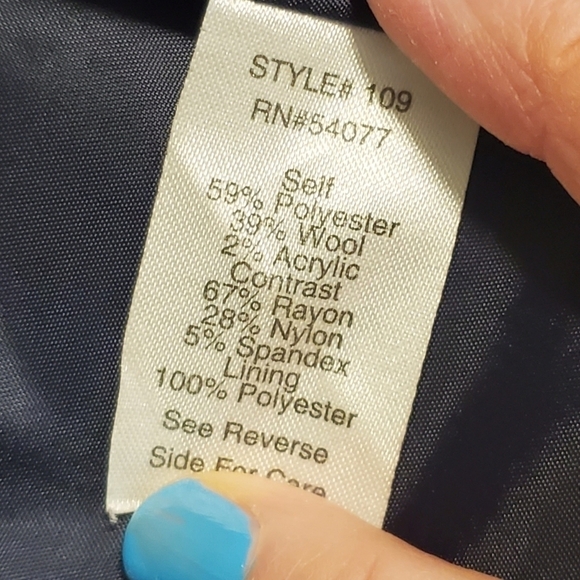 STYLE# 109
RN#54077
Self
59% Polyester
39% Wool
2% Acrylic
Contrast
67% Rayon
28% Nylon
5% Spandex
Lining
100% Polyester
See Reverse
Side For Care